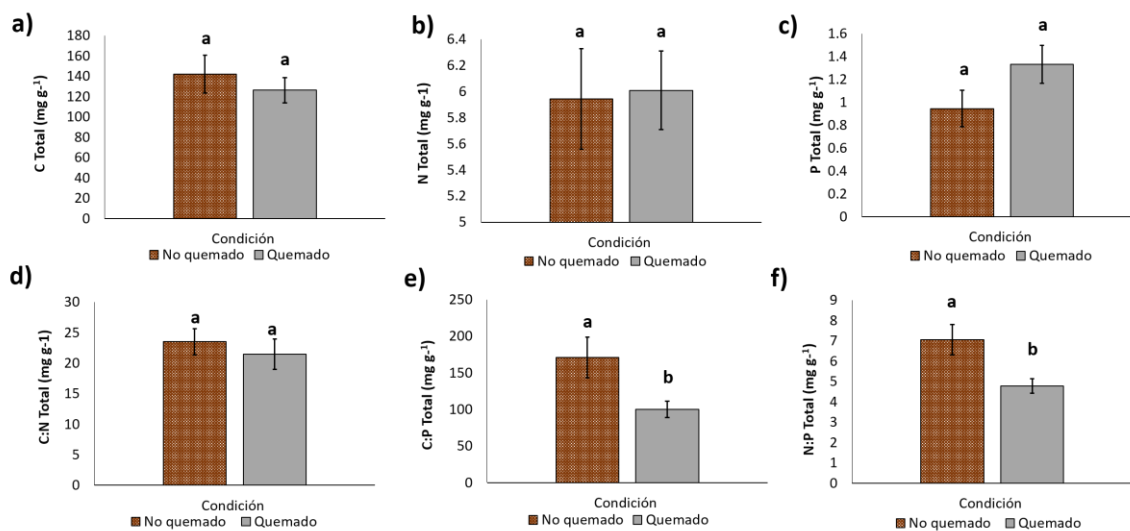 a)
C Total (mg g-1)
180
160
140
120
100
80
60
40
20
0
a
a
Condición
No quemado Quemado
b)
N Total (mg g-1)
6.4
6.2
6
5.8
5.6
5.4
5.2
5
a
a
Condición
No quemado Quemado
c)
P Total (mg g-1)
1.6
1.4
1.2
1
0.8
0.6
0.4
0.2
0
a
a
Condición
No quemado Quemado
d)
C:N Total (mg g-1)
30
25
20
15
10
5
0
a
a
Condición
No quemado Quemado
e)
C:P Total (mg g-1)
250
200
150
100
50
0
a
b
Condición
No quemado Quemado
f)
N:P Total (mg g-1)
9
8
7
6
5
4
3
2
1
0
a
b
Condición
No quemado Quemado